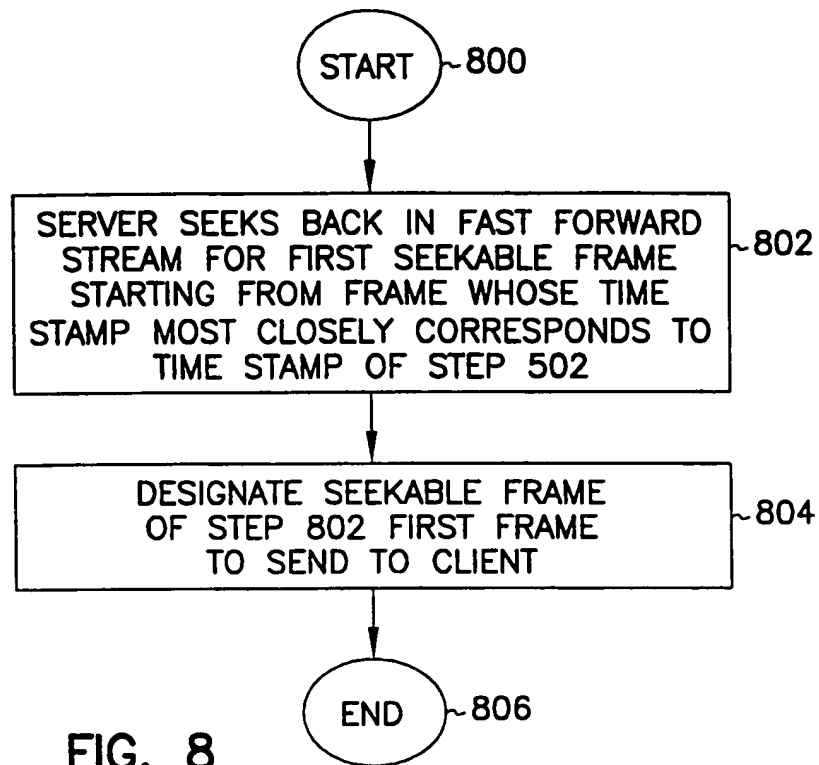 START
800
SERVER SEEKS BACK IN FAST FORWARD
STREAM FOR FIRST SEEKABLE FRAME
STARTING FROM FRAME WHOSE TIME
STAMP MOST CLOSELY CORRESPONDS TO
TIME STAMP OF STEP 502
802
DESIGNATE SEEKABLE FRAME
OF STEP 802 FIRST FRAME
TO SEND TO CLIENT
804
END
806
FIG. 8